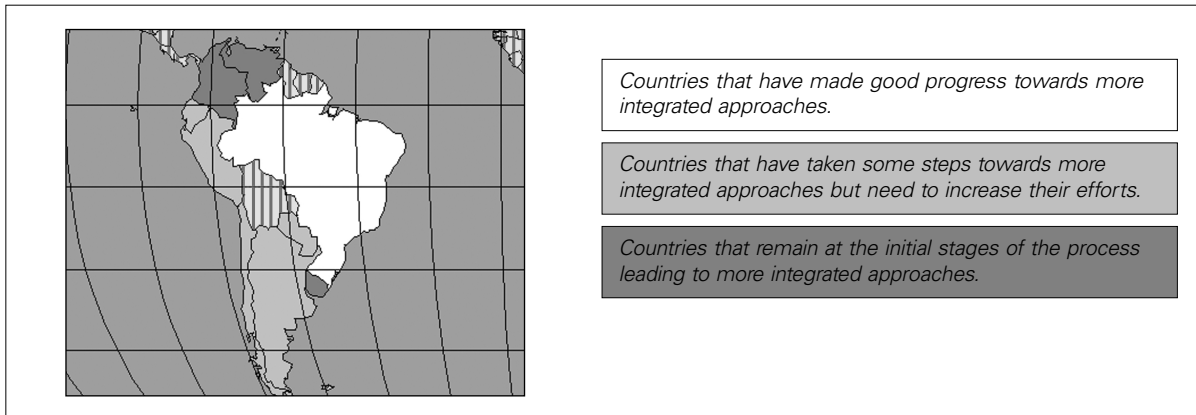 Countries that have made good progress towards more
integrated approaches.
Countries that have taken some steps towards more
integrated approaches but need to increase their efforts.
Countries that remain at the initial stages of the process
leading to more integrated approaches.